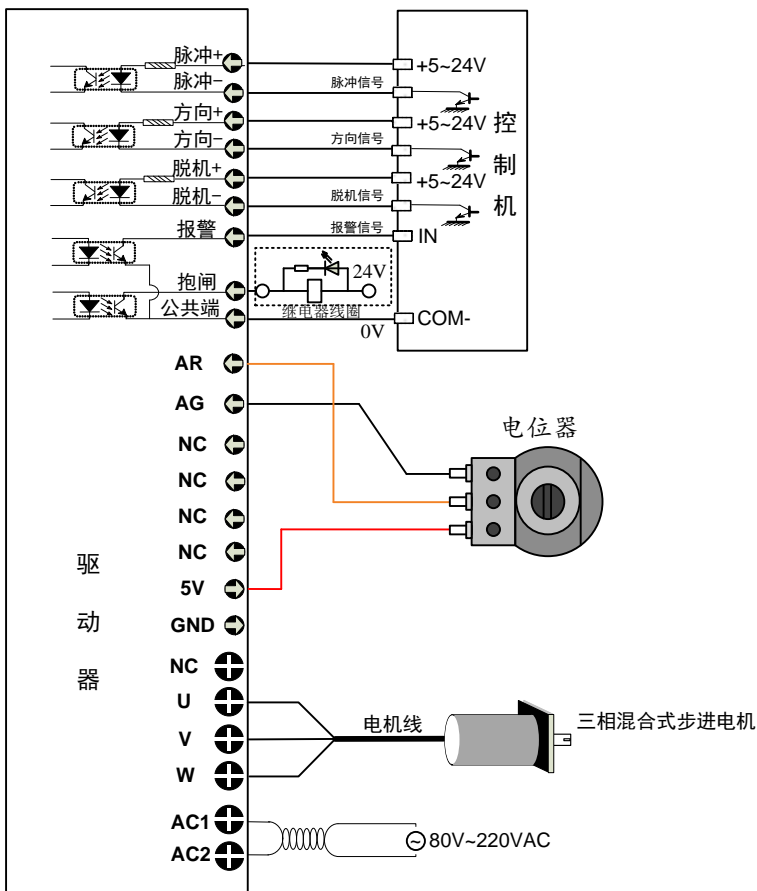 脉冲+
+5~24V
脉冲−
脉冲信号
方向+
+5~24V
方向−
方向信号
脱机+
+5~24V
脱机−
脱机信号
控制机
报警
报警信号
IN
抱闸
24V
继电器线圈
公共端
0V
COM-
AR
AG
电位器
NC
NC
NC
NC
5V
GND
驱动器
NC
U
V
W
电机线
三相混合式步进电机
AC1
AC2
80V~220VAC